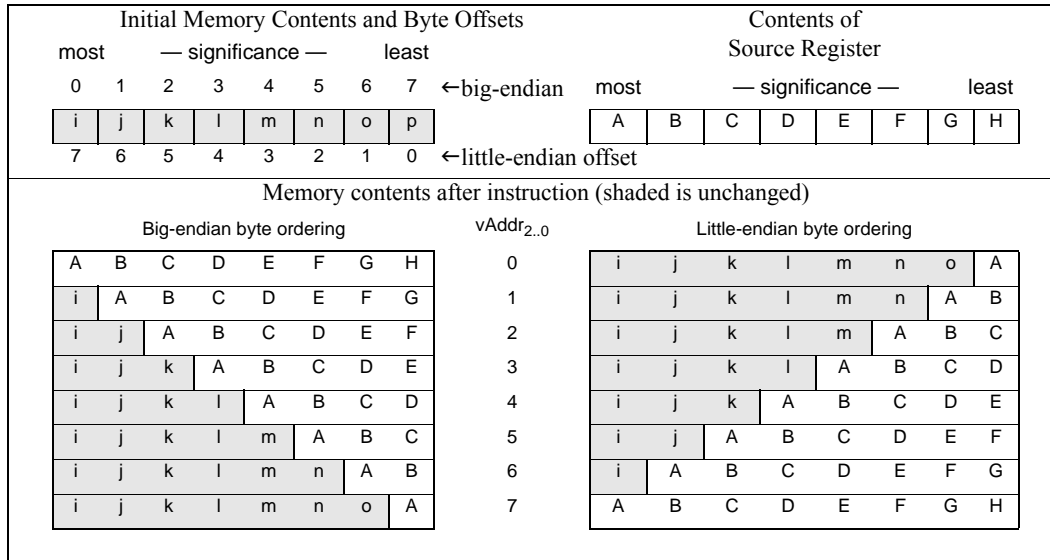 Initial Memory Contents and Byte Offsets
most — significance — least
0 1 2 3 4 5 6 7 ←big-endian
i j k l m n o p
7 6 5 4 3 2 1 0 ←little-endian offset
Contents of
Source Register
most — significance — least
A B C D E F G H
Memory contents after instruction (shaded is unchanged)
Big-endian byte ordering vAddr2..0 Little-endian byte ordering
A B C D E F G H 0 i j k l m n o A
i A B C D E F G 1 i j k l m n A B
i j A B C D E F 2 i j k l m A B C
i j k A B C D E 3 i j k l A B C D
i j k l A B C D 4 i j k A B C D E
i j k l m A B C 5 i j A B C D E F
i j k l m n A B 6 i A B C D E F G
i j k l m n o A 7 A B C D E F G H